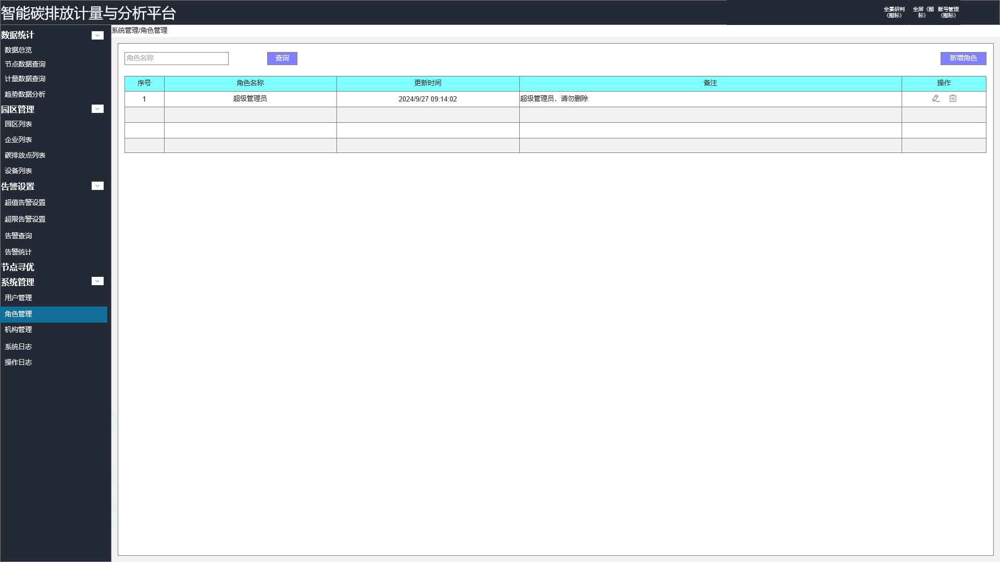 智能碳排放计量与分析平台
全景研判
（图标）
全屏（图
标）
账号管理
（图标）
数据统计
数据总览
节点数据查询
计量数据查询
趋势数据分析
园区管理
园区列表
企业列表
碳排放点列表
设备列表
告警设置
超值告警设置
超限告警设置
告警查询
告警统计
节点寻优
系统管理
用户管理
角色管理
机构管理
系统日志
操作日志
系统管理/角色管理
角色名称 查询 新增角色
序号 角色名称 更新时间 备注 操作
1 超级管理员 2024/9/27 09:14:02 超级管理员，请勿删除